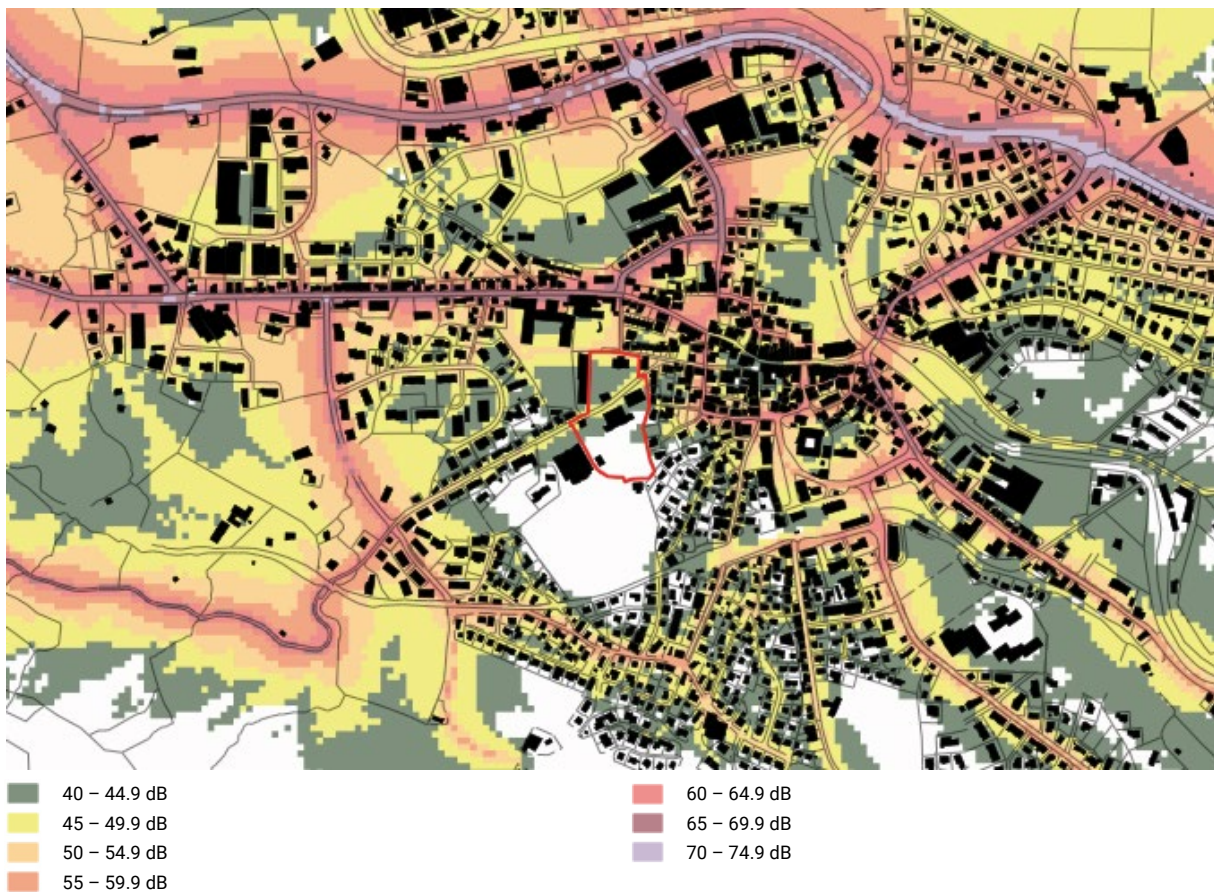 40 – 44.9 dB
45 – 49.9 dB
50 – 54.9 dB
55 – 59.9 dB
60 – 64.9 dB
65 – 69.9 dB
70 – 74.9 dB